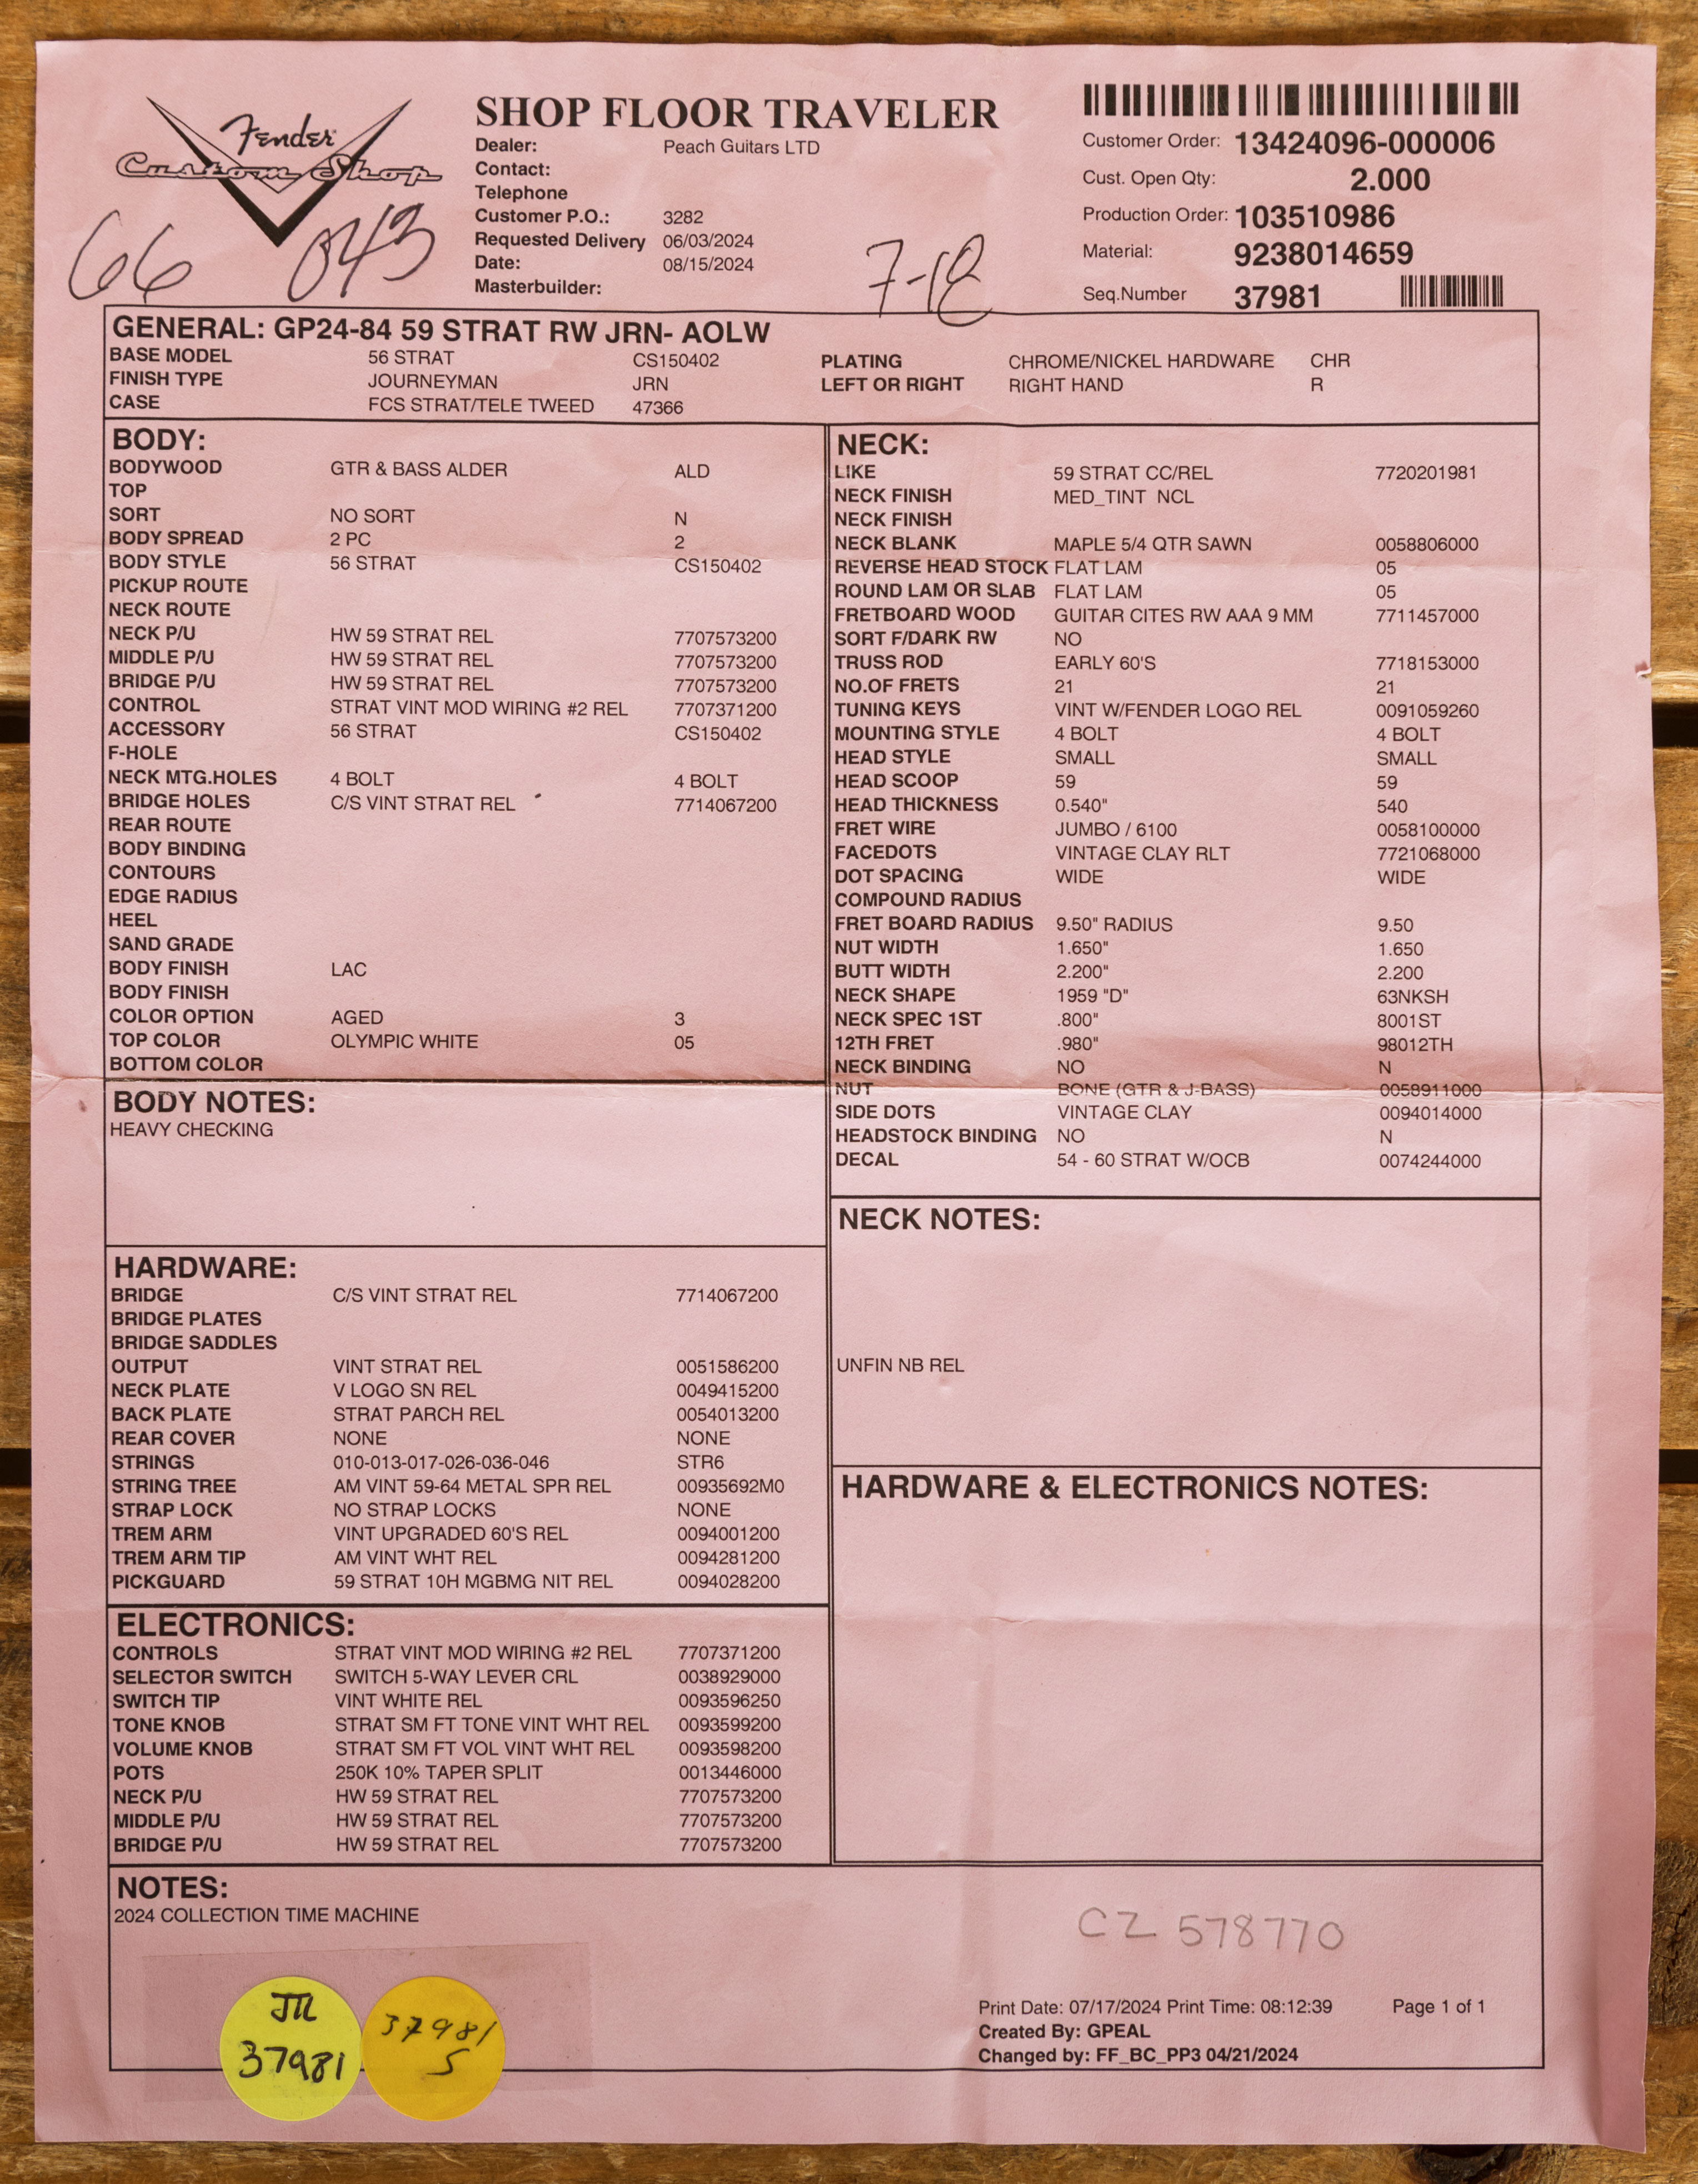 Fender
Custom Shop
66 043
SHOP FLOOR TRAVELER
Dealer: Peach Guitars LTD
Contact:
Telephone
Customer P.O.: 3282
Requested Delivery 06/03/2024
Date: 08/15/2024
Masterbuilder:
Customer Order: 13424096-000006
Cust. Open Qty: 2.000
Production Order: 103510986
Material: 9238014659
Seq.Number 37981
GENERAL: GP24-84 59 STRAT RW JRN- AOLW
BASE MODEL 56 STRAT CS150402 PLATING CHROME/NICKEL HARDWARE CHR
FINISH TYPE JOURNEYMAN JRN LEFT OR RIGHT RIGHT HAND R
CASE FCS STRAT/TELE TWEED 47366
BODY:
BODYWOOD GTR & BASS ALDER ALD
TOP
SORT NO SORT N
BODY SPREAD 2 PC 2
BODY STYLE 56 STRAT CS150402
PICKUP ROUTE
NECK ROUTE
NECK P/U HW 59 STRAT REL 7707573200
MIDDLE P/U HW 59 STRAT REL 7707573200
BRIDGE P/U HW 59 STRAT REL 7707573200
CONTROL STRAT VINT MOD WIRING #2 REL 7707371200
ACCESSORY 56 STRAT CS150402
F-HOLE
NECK MTG.HOLES 4 BOLT 4 BOLT
BRIDGE HOLES C/S VINT STRAT REL 7714067200
REAR ROUTE
BODY BINDING
CONTOURS
EDGE RADIUS
HEEL
SAND GRADE
BODY FINISH LAC
BODY FINISH
COLOR OPTION AGED 3
TOP COLOR OLYMPIC WHITE 05
BOTTOM COLOR
BODY NOTES:
HEAVY CHECKING
HARDWARE:
BRIDGE C/S VINT STRAT REL 7714067200
BRIDGE PLATES
BRIDGE SADDLES
OUTPUT VINT STRAT REL 0051586200
NECK PLATE V LOGO SN REL 0049415200
BACK PLATE STRAT PARCH REL 0054013200
REAR COVER NONE NONE
STRINGS 010-013-017-026-036-046 STR6
STRING TREE AM VINT 59-64 METAL SPR REL 00935692M0
STRAP LOCK NO STRAP LOCKS NONE
TREM ARM VINT UPGRADED 60'S REL 0094001200
TREM ARM TIP AM VINT WHT REL 0094281200
PICKGUARD 59 STRAT 10H MGBMG NIT REL 0094028200
ELECTRONICS:
CONTROLS STRAT VINT MOD WIRING #2 REL 7707371200
SELECTOR SWITCH SWITCH 5-WAY LEVER CRL 0038929000
SWITCH TIP VINT WHITE REL 0093596250
TONE KNOB STRAT SM FT TONE VINT WHT REL 0093599200
VOLUME KNOB STRAT SM FT VOL VINT WHT REL 0093598200
POTS 250K 10% TAPER SPLIT 0013446000
NECK P/U HW 59 STRAT REL 7707573200
MIDDLE P/U HW 59 STRAT REL 7707573200
BRIDGE P/U HW 59 STRAT REL 7707573200
NECK:
LIKE 59 STRAT CC/REL 7720201981
NECK FINISH MED_TINT NCL
NECK FINISH
NECK BLANK MAPLE 5/4 QTR SAWN 0058806000
REVERSE HEAD STOCK FLAT LAM 05
ROUND LAM OR SLAB FLAT LAM 05
FRETBOARD WOOD GUITAR CITES RW AAA 9 MM 7711457000
SORT F/DARK RW NO
TRUSS ROD EARLY 60'S 7718153000
NO.OF FRETS 21 21
TUNING KEYS VINT W/FENDER LOGO REL 0091059260
MOUNTING STYLE 4 BOLT 4 BOLT
HEAD STYLE SMALL SMALL
HEAD SCOOP 59 59
HEAD THICKNESS 0.540" 540
FRET WIRE JUMBO / 6100 0058100000
FACEDOTS VINTAGE CLAY RLT 7721068000
DOT SPACING WIDE WIDE
COMPOUND RADIUS
FRET BOARD RADIUS 9.50" RADIUS 9.50
NUT WIDTH 1.650" 1.650
BUTT WIDTH 2.200" 2.200
NECK SHAPE 1959 "D" 63NKSH
NECK SPEC 1ST .800" 8001ST
12TH FRET .980" 98012TH
NECK BINDING NO N
NUT BONE (GTR & J-BASS) 0058911000
SIDE DOTS VINTAGE CLAY 0094014000
HEADSTOCK BINDING NO N
DECAL 54 - 60 STRAT W/OCB 0074244000
NECK NOTES:
UNFIN NB REL
HARDWARE & ELECTRONICS NOTES:
NOTES:
2024 COLLECTION TIME MACHINE
CZ 578770
37981
37981
5
Print Date: 07/17/2024 Print Time: 08:12:39 Page 1 of 1
Created By: GPEAL
Changed by: FF_BC_PP3 04/21/2024